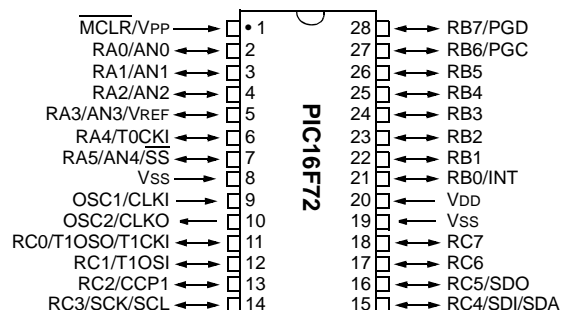 MCLR/VPP • 1 28 RB7/PGD
RA0/AN0 2 27 RB6/PGC
RA1/AN1 3 26 RB5
RA2/AN2 4 25 RB4
RA3/AN3/VREF 5 24 RB3
RA4/T0CKI 6 23 RB2
RA5/AN4/SS 7 22 RB1
VSS 8 21 RB0/INT
OSC1/CLKI 9 20 VDD
OSC2/CLKO 10 19 VSS
RC0/T1OSO/T1CKI 11 18 RC7
RC1/T1OSI 12 17 RC6
RC2/CCP1 13 16 RC5/SDO
RC3/SCK/SCL 14 15 RC4/SDI/SDA
PIC16F72